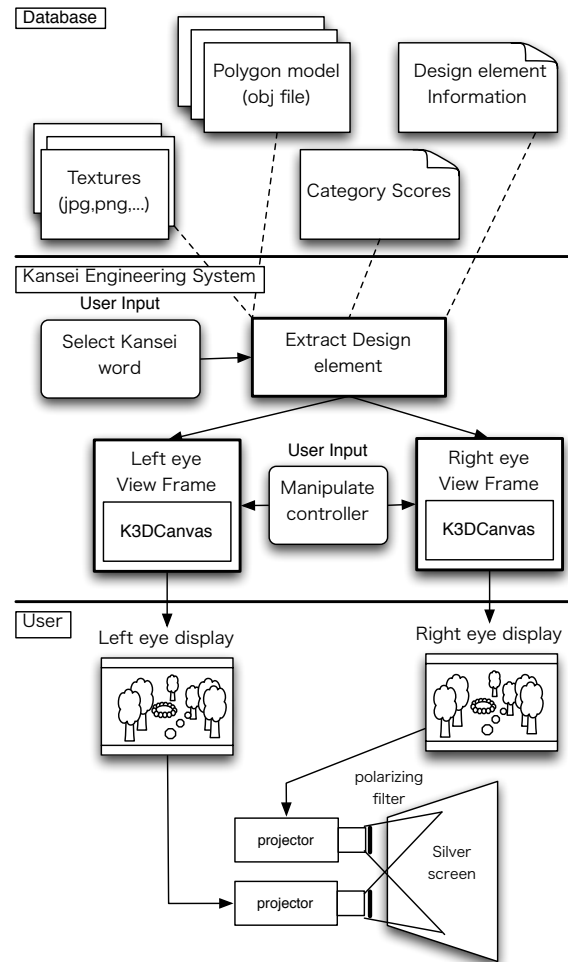 Database
Polygon model
(obj file)
Design element
Information
Textures
(jpg,png,...)
Category Scores
Kansei Engineering System
User Input
Select Kansei
word
Extract Design
element
Left eye
View Frame
K3DCanvas
User Input
Manipulate
controller
Right eye
View Frame
K3DCanvas
User
Left eye display
Right eye display
polarizing
filter
projector
Silver
screen
projector